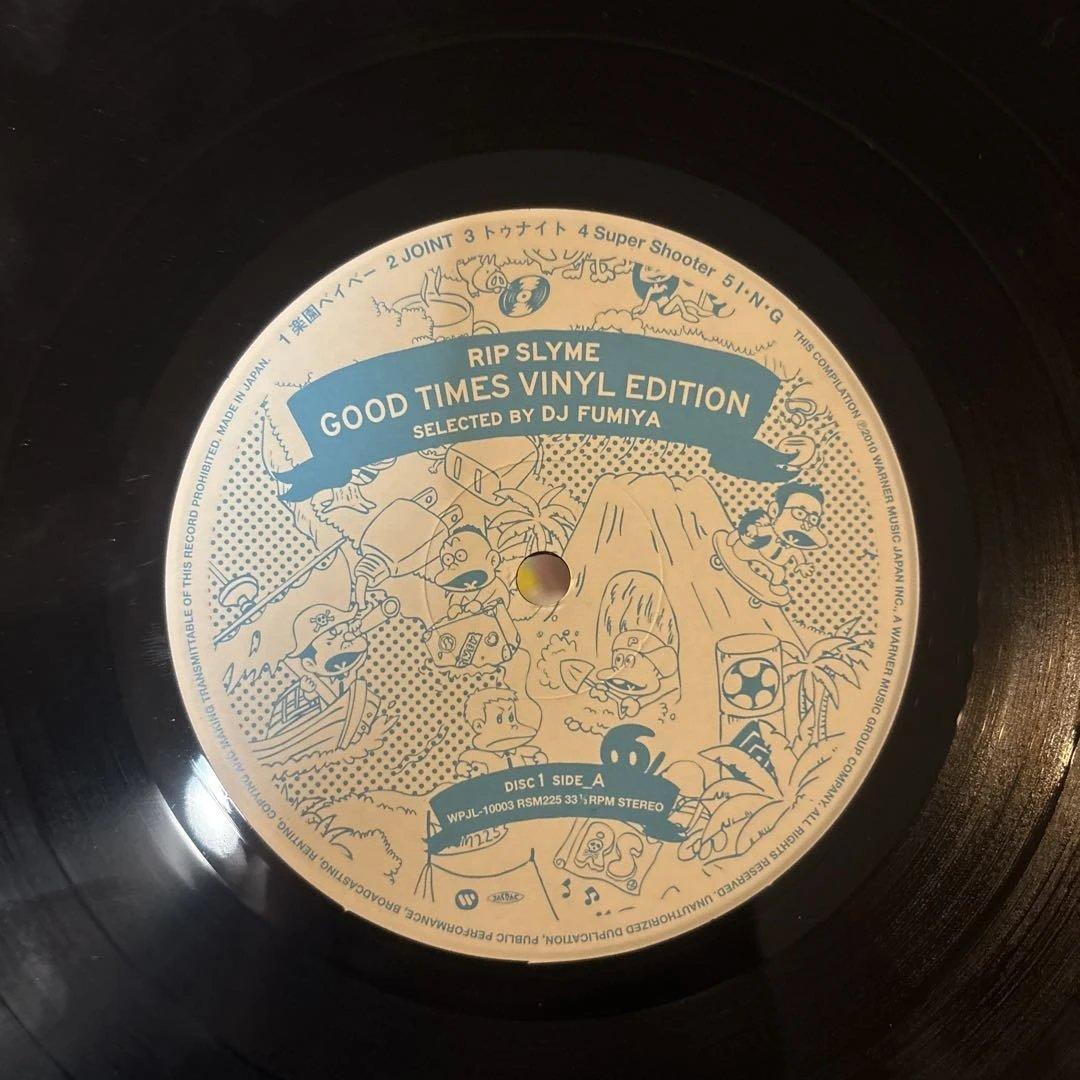 1 楽園ベイベー 2 JOINT 3 トゥナイト 4 Super Shooter 5 I・N・G
RIP SLYME
GOOD TIMES VINYL EDITION
SELECTED BY DJ FUMIYA
DISC 1 SIDE_A
WPJL-10003 RSM225 33 1/3 RPM STEREO
JASRAC
THIS COMPILATION ℗2010 WARNER MUSIC JAPAN INC., A WARNER MUSIC GROUP COMPANY. ALL RIGHTS RESERVED. UNAUTHORIZED DUPLICATION, PUBLIC PERFORMANCE, BROADCASTING, RENTING, COPYING AND MAKING TRANSMITTABLE OF THIS RECORD PROHIBITED. MADE IN JAPAN.